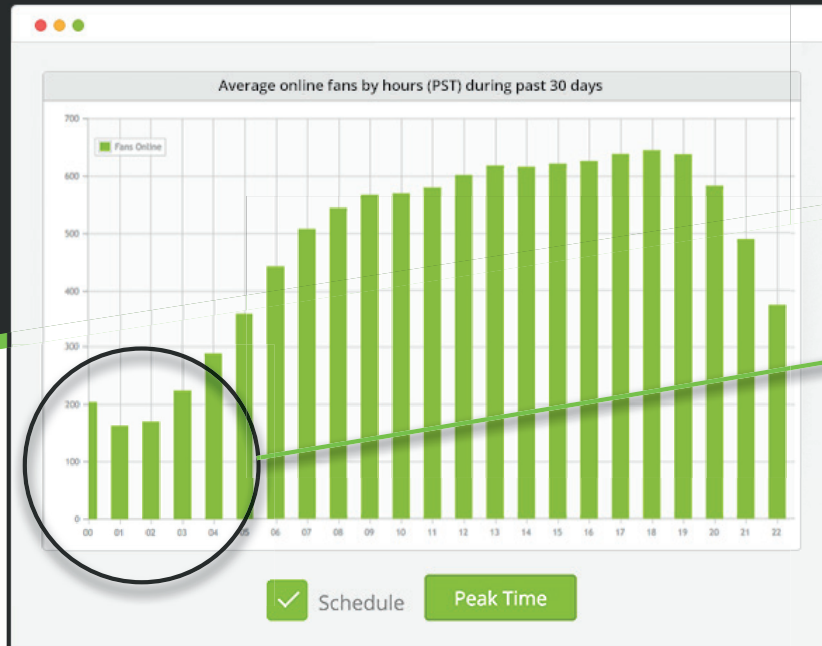 Average online fans by hours (PST) during past 30 days
700
Fans Online
600
500
400
300
200
100
0
00 01 02 03 04 05 06 07 08 09 10 11 12 13 14 15 16 17 18 19 20 21 22
Schedule
Peak Time